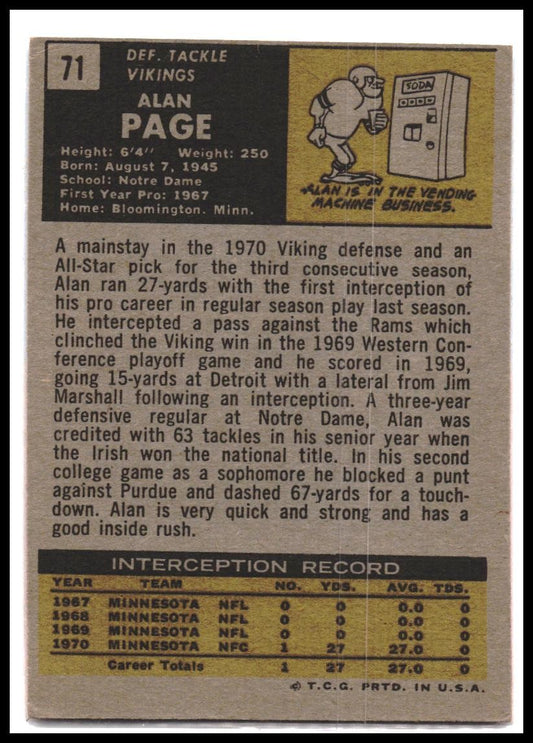 71
DEF. TACKLE
VIKINGS
ALAN
PAGE
Height: 6'4" Weight: 250
Born: August 7, 1945
School: Notre Dame
First Year Pro: 1967
Home: Bloomington. Minn.
SODA
ALAN IS IN THE VENDING
MACHINE BUSINESS.
A mainstay in the 1970 Viking defense and an
All-Star pick for the third consecutive season,
Alan ran 27-yards with the first interception of
his pro career in regular season play last season.
He intercepted a pass against the Rams which
clinched the Viking win in the 1969 Western Con-
ference playoff game and he scored in 1969,
going 15-yards at Detroit with a lateral from Jim
Marshall following an interception. A three-year
defensive regular at Notre Dame, Alan was
credited with 63 tackles in his senior year when
the Irish won the national title. In his second
college game as a sophomore he blocked a punt
against Purdue and dashed 67-yards for a touch-
down. Alan is very quick and strong and has a
good inside rush.
INTERCEPTION RECORD
YEAR TEAM NO. YDS. AVG. TDS.
1967 MINNESOTA NFL 0 0 0.0 0
1968 MINNESOTA NFL 0 0 0.0 0
1969 MINNESOTA NFL 0 0 0.0 0
1970 MINNESOTA NFC 1 27 27.0 0
Career Totals 1 27 27.0 0
© T.C.G. PRTD. IN U.S.A.